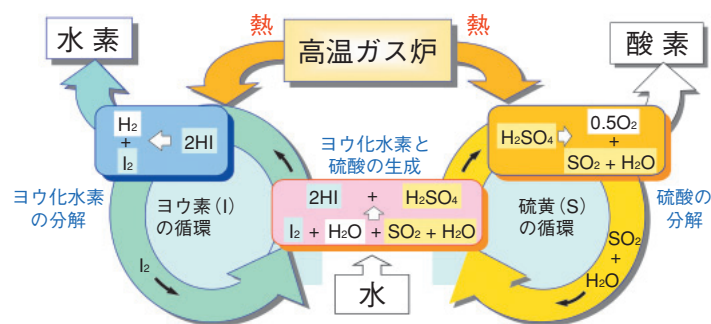 水素
熱
高温ガス炉
熱
酸素
H₂
+
I₂
2HI
ヨウ化水素と
硫酸の生成
H₂SO₄
0.5O₂
+
SO₂ + H₂O
ヨウ化水素
の分解
ヨウ素(I)
の循環
2HI + H₂SO₄
I₂ + H₂O + SO₂ + H₂O
硫黄(S)
の循環
硫酸の
分解
I₂
水
SO₂
+
H₂O